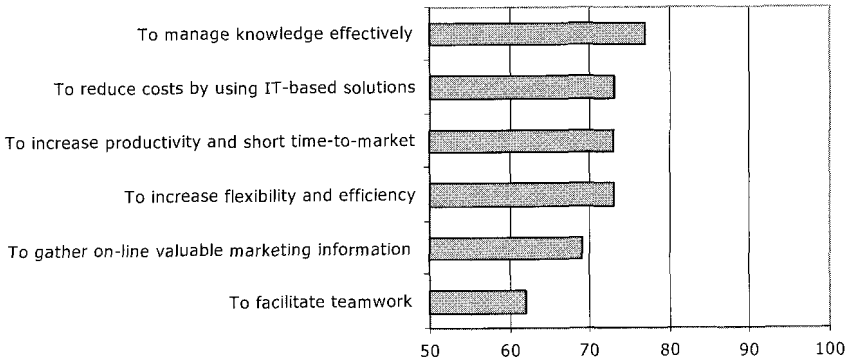 To manage knowledge effectively
To reduce costs by using IT-based solutions
To increase productivity and short time-to-market
To increase flexibility and efficiency
To gather on-line valuable marketing information
To facilitate teamwork
50 60 70 80 90 100